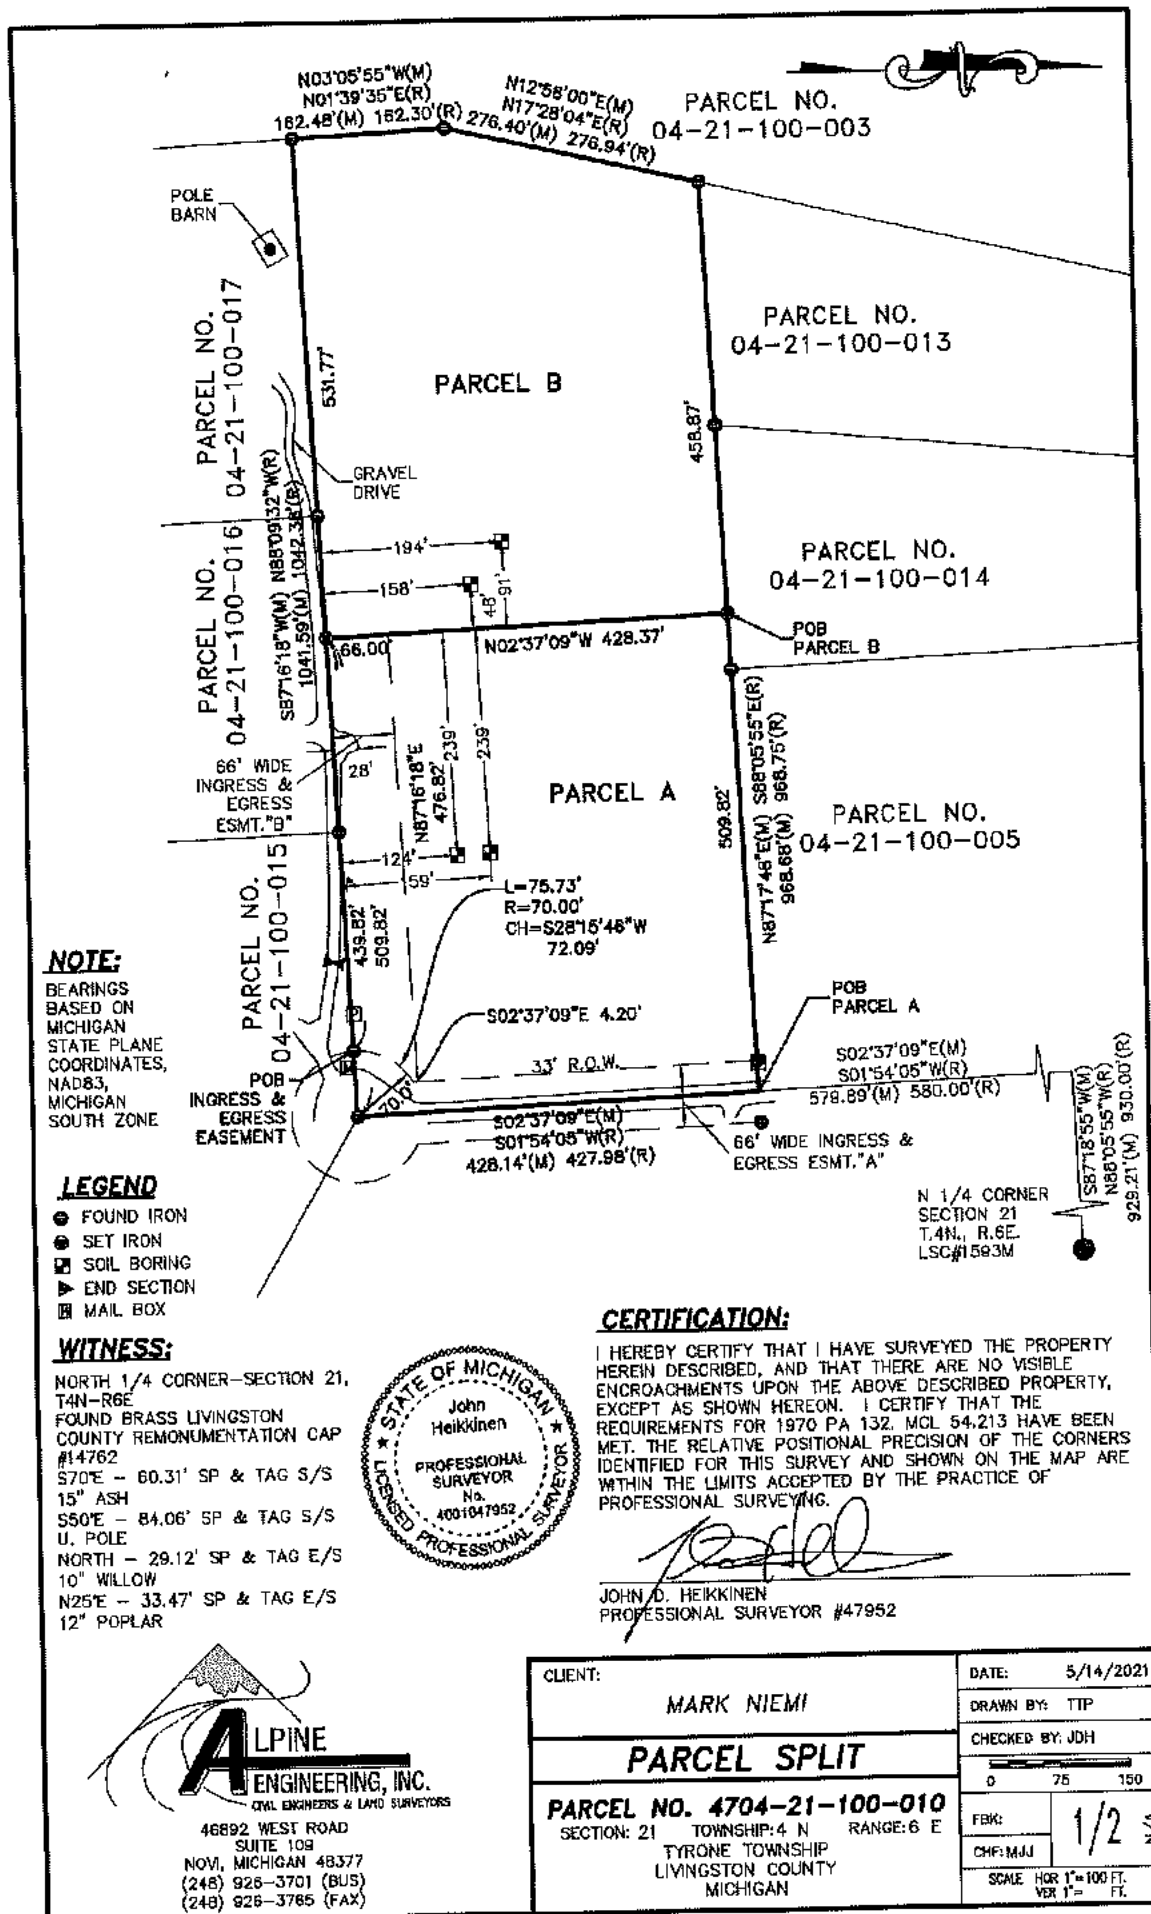 N03°05'55"W(M)
N01°39'35"E(R)
162.48'(M) 162.30'(R)
N12°58'00"E(M)
N17°28'04"E(R)
276.40'(M) 276.94'(R)
PARCEL NO.
04-21-100-003
POLE
BARN
PARCEL NO.
04-21-100-017
531.77'
PARCEL B
PARCEL NO.
04-21-100-013
458.87'
GRAVEL
DRIVE
PARCEL NO.
04-21-100-016
S87°16'18"W(M) N88°09'32"W(R)
1041.59'(M) 1042.38'(R)
194'
158'
48'
91'
PARCEL NO.
04-21-100-014
66.00'
N02°37'09"W 428.37'
POB
PARCEL B
66' WIDE
INGRESS &
EGRESS
ESMT."B"
28'
N87°16'18"E
476.82'
239'
239'
PARCEL A
509.82'
N87°17'48"E(M) S88°05'55"E(R)
968.68'(M) 968.75'(R)
PARCEL NO.
04-21-100-005
124'
59'
L=75.73'
R=70.00'
CH=S28°15'46"W
72.09'
PARCEL NO.
04-21-100-015
439.82'
509.82'
NOTE:
BEARINGS
BASED ON
MICHIGAN
STATE PLANE
COORDINATES,
NAD83,
MICHIGAN
SOUTH ZONE
S02°37'09"E 4.20'
POB
PARCEL A
POB
INGRESS &
EGRESS
EASEMENT
70.0'
33' R.O.W.
S02°37'09"E(M)
S01°54'05"W(R)
579.89'(M) 580.00'(R)
S02°37'09"E(M)
S01°54'05"W(R)
428.14'(M) 427.98'(R)
66' WIDE INGRESS &
EGRESS ESMT."A"
S87°18'55"W(M)
N88°05'55"W(R)
929.21'(M) 930.00'(R)
N 1/4 CORNER
SECTION 21
T.4N., R.6E.
LSC#1593M
LEGEND
FOUND IRON
SET IRON
SOIL BORING
END SECTION
MAIL BOX
WITNESS:
NORTH 1/4 CORNER-SECTION 21,
T4N-R6E
FOUND BRASS LIVINGSTON
COUNTY REMONUMENTATION CAP
#14762
S70°E - 60.31' SP & TAG S/S
15" ASH
S50°E - 84.06' SP & TAG S/S
U. POLE
NORTH - 29.12' SP & TAG E/S
10" WILLOW
N25°E - 33.47' SP & TAG E/S
12" POPLAR
STATE OF MICHIGAN
John
Heikkinen
PROFESSIONAL
SURVEYOR
No.
4001047952
LICENSED PROFESSIONAL SURVEYOR
CERTIFICATION:
I HEREBY CERTIFY THAT I HAVE SURVEYED THE PROPERTY
HEREIN DESCRIBED, AND THAT THERE ARE NO VISIBLE
ENCROACHMENTS UPON THE ABOVE DESCRIBED PROPERTY,
EXCEPT AS SHOWN HEREON. I CERTIFY THAT THE
REQUIREMENTS FOR 1970 PA 132, MCL 54.213 HAVE BEEN
MET. THE RELATIVE POSITIONAL PRECISION OF THE CORNERS
IDENTIFIED FOR THIS SURVEY AND SHOWN ON THE MAP ARE
WITHIN THE LIMITS ACCEPTED BY THE PRACTICE OF
PROFESSIONAL SURVEYING.
JOHN D. HEIKKINEN
PROFESSIONAL SURVEYOR #47952
ALPINE
ENGINEERING, INC.
CIVIL ENGINEERS & LAND SURVEYORS
46892 WEST ROAD
SUITE 109
NOVI, MICHIGAN 48377
(248) 926-3701 (BUS)
(248) 926-3765 (FAX)
CLIENT:
MARK NIEMI
PARCEL SPLIT
PARCEL NO. 4704-21-100-010
SECTION: 21 TOWNSHIP: 4 N RANGE: 6 E
TYRONE TOWNSHIP
LIVINGSTON COUNTY
MICHIGAN
DATE: 5/14/2021
DRAWN BY: TTP
CHECKED BY: JDH
0 75 150
FBK:
CHF: MJJ
1/2
SCALE HOR 1"=100 FT.
VER 1"= FT.